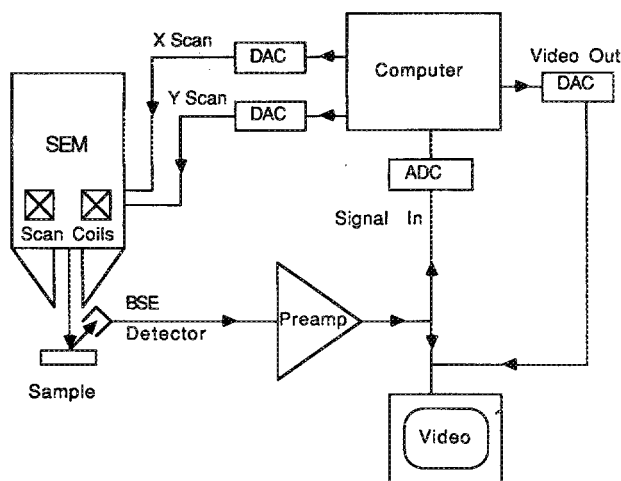 X Scan
DAC
Video Out
Computer
DAC
Y Scan
DAC
SEM
ADC
Scan Coils
Signal In
BSE
Detector
Preamp
Sample
Video